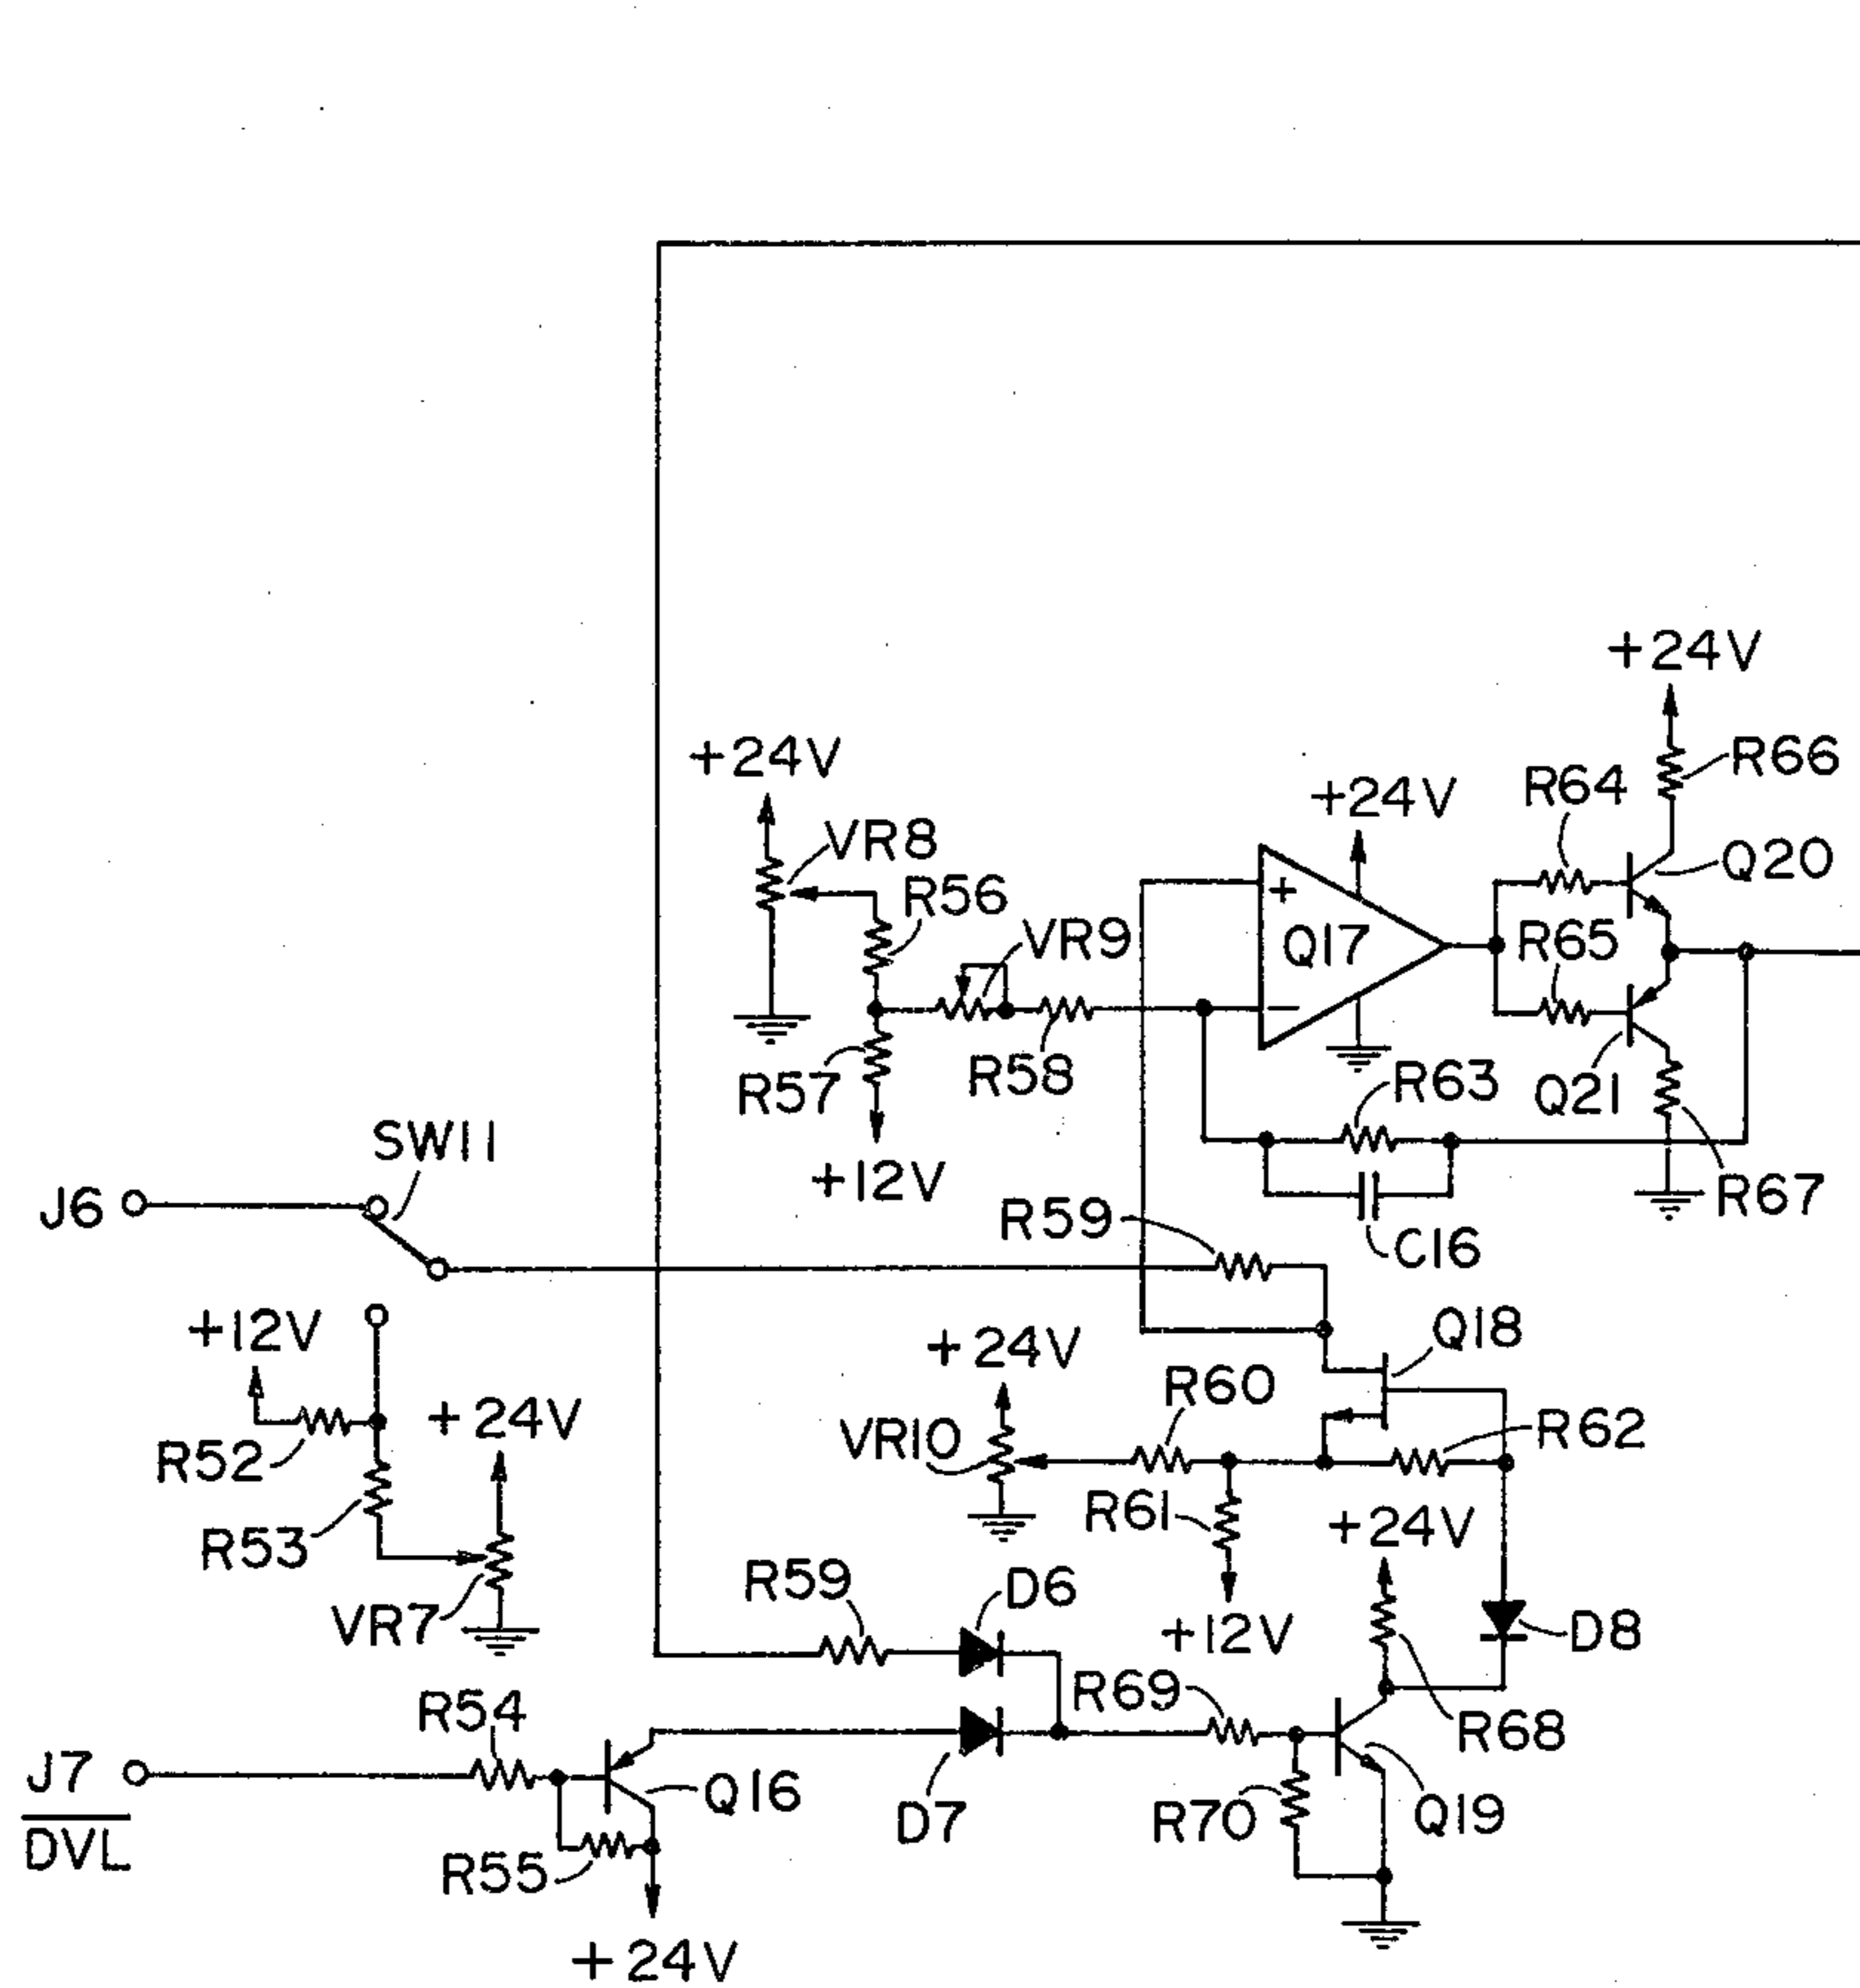 +24V
+24V
R66
R64
+24V
VR8
Q20
R56
VR9
R65
Q17
R58
R63
R57
Q21
SW11
+12V
R67
J6
R59
C16
+12V
+24V
Q18
R60
+24V
VR10
R62
R52
R61
+24V
R53
R59
D6
VR7
+12V
D8
R69
R54
R68
J7
Q16
D7
R70
Q19
DVL
R55
+24V